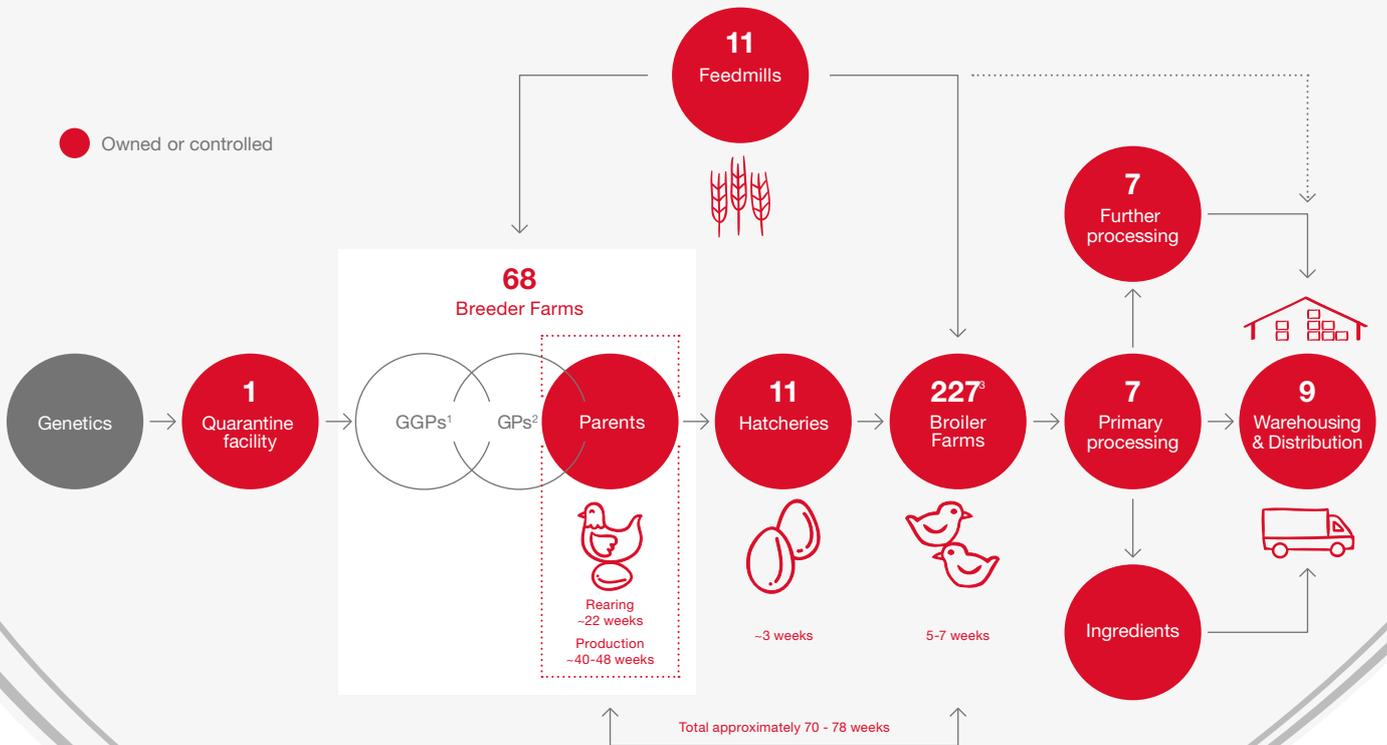 11
Feedmills
Owned or controlled
7
Further
processing
68
Breeder Farms
Genetics
1
Quarantine
facility
GGPs¹
GPs²
Parents
11
Hatcheries
227³
Broiler
Farms
7
Primary
processing
9
Warehousing
& Distribution
Rearing
~22 weeks
Production
~40-48 weeks
~3 weeks
5-7 weeks
Ingredients
Total approximately 70 - 78 weeks